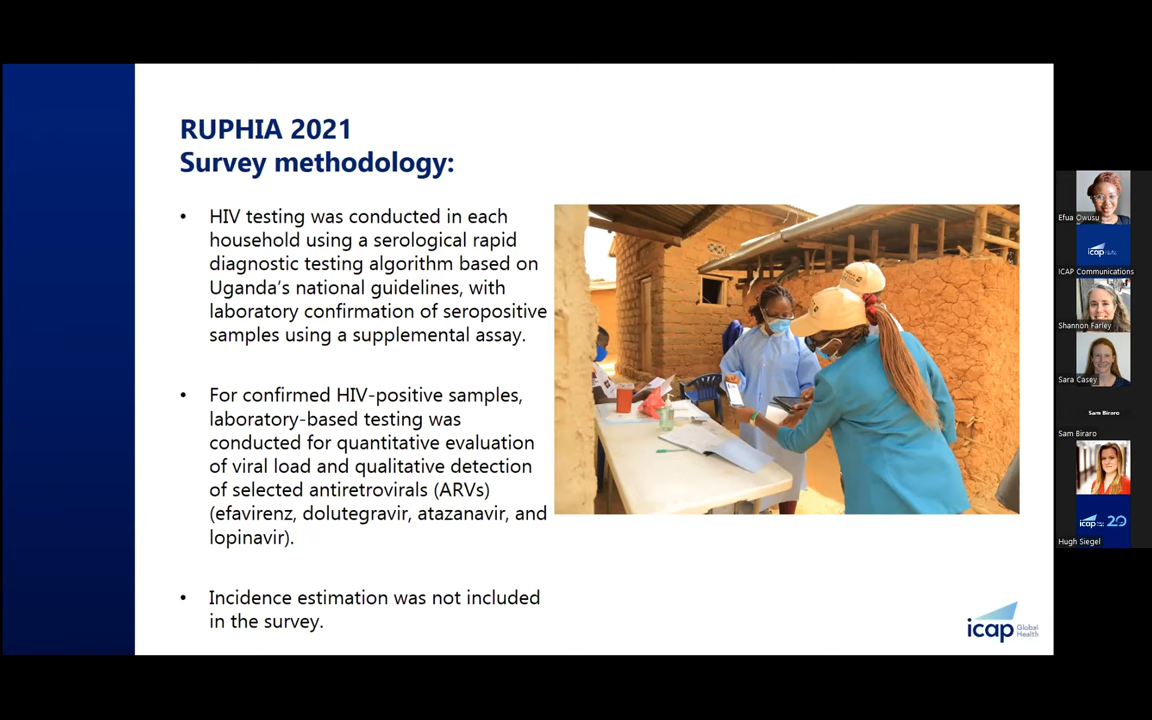 RUPHIA 2021
Survey methodology:
• HIV testing was conducted in each
household using a serological rapid
diagnostic testing algorithm based on
Uganda's national guidelines, with
laboratory confirmation of seropositive
samples using a supplemental assay.
• For confirmed HIV-positive samples,
laboratory-based testing was
conducted for quantitative evaluation
of viral load and qualitative detection
of selected antiretrovirals (ARVs)
(efavirenz, dolutegravir, atazanavir, and
lopinavir).
• Incidence estimation was not included
in the survey.
icap Global
Health
Efua Owusu
icap
ICAP Communications
Shannon Farley
Sara Casey
Sam Biraro
Sam Biraro
icap 20
Hugh Siegel